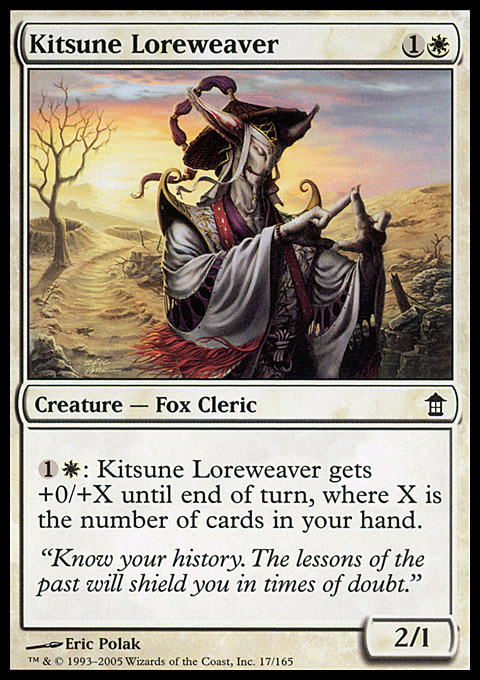 Kitsune Loreweaver 1
Creature — Fox Cleric
1: Kitsune Loreweaver gets
+0/+X until end of turn, where X is
the number of cards in your hand.
“Know your history. The lessons of the
past will shield you in times of doubt.”
Eric Polak
2/1
™ & © 1993–2005 Wizards of the Coast, Inc. 17/165